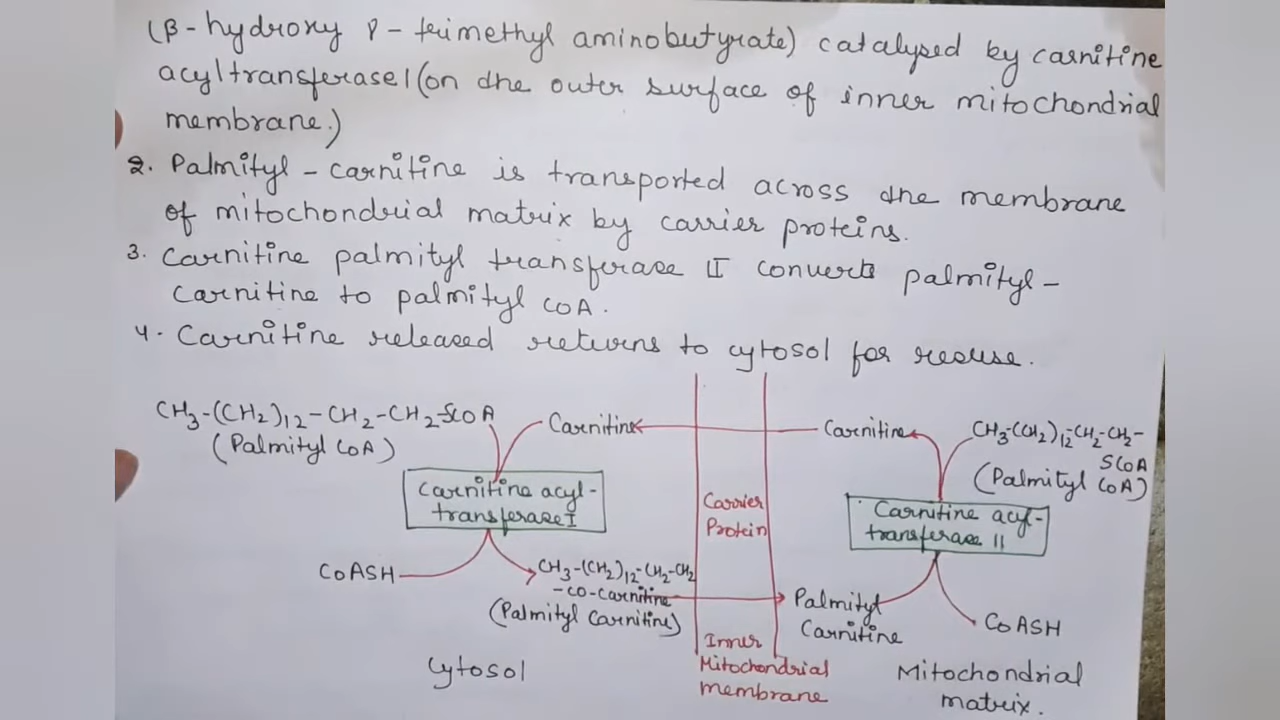 (β-hydroxy γ-trimethyl aminobutyrate) catalysed by carnitine
acyltransferase I (on the outer surface of inner mitochondrial
membrane.)
2. Palmityl-carnitine is transported across the membrane
of mitochondrial matrix by carrier proteins.
3. Carnitine palmityl transferase II converts palmityl-
carnitine to palmityl CoA.
4. Carnitine released returns to cytosol for reuse.
CH3-(CH2)12-CH2-CH2-SCOA
(Palmityl CoA)
Carnitine
Carnitine
CH3-(CH2)12-CH2-CH2-
SCOA
(Palmityl CoA)
Carnitine acyl-
transferase I
Carrier
Protein
Carnitine acyl-
transferase II
CoASH
CH3-(CH2)12-CH2-CH2
-CO-Carnitine
(Palmityl Carnitine)
Palmityl
Carnitine
CoASH
Cytosol
Inner
Mitochondrial
membrane
Mitochondrial
matrix.